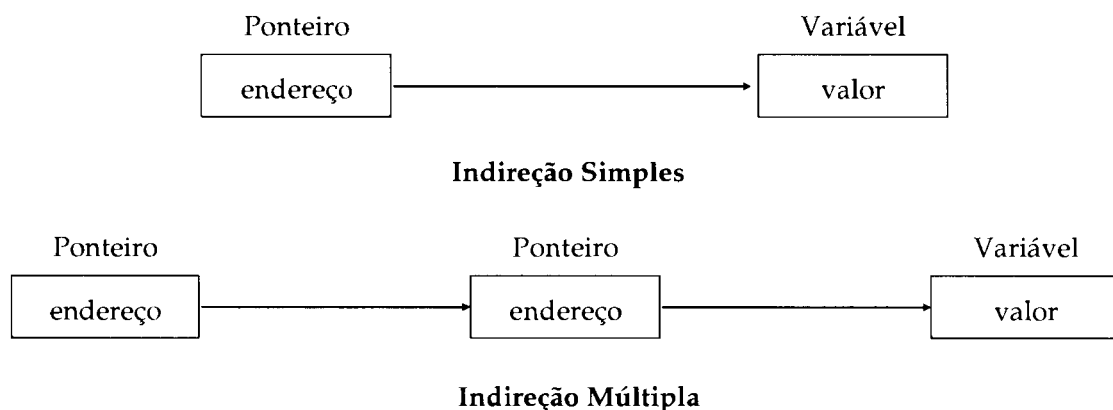 Ponteiro Variável
endereço valor
Indireção Simples
Ponteiro Ponteiro Variável
endereço endereço valor
Indireção Múltipla